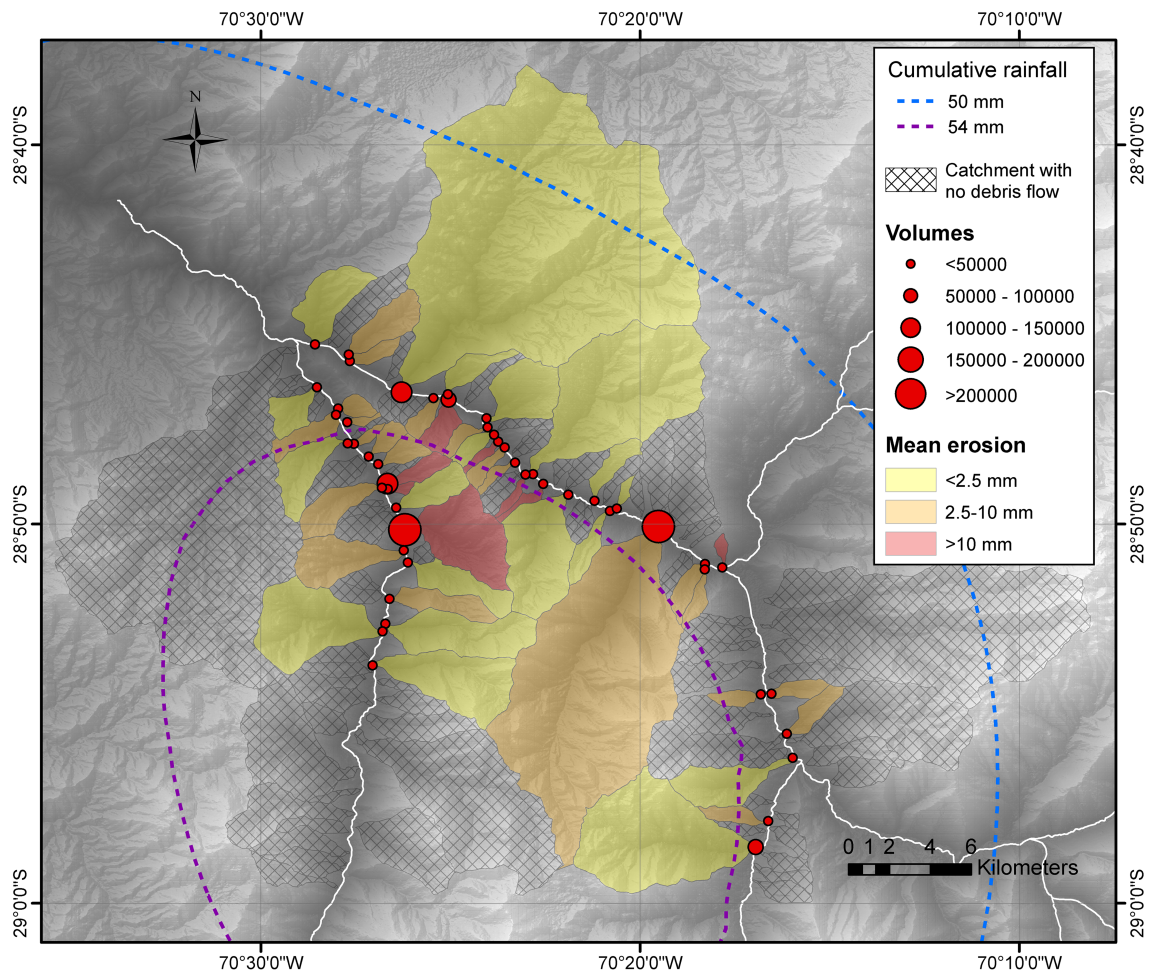 70°30'0"W 70°20'0"W 70°10'0"W
28°40'0"S
28°50'0"S
29°0'0"S
N
Cumulative rainfall
50 mm
54 mm
Catchment with
no debris flow
Volumes
<50000
50000 - 100000
100000 - 150000
150000 - 200000
>200000
Mean erosion
<2.5 mm
2.5-10 mm
>10 mm
28°40'0"S
28°50'0"S
29°0'0"S
0 1 2 4 6
Kilometers
70°30'0"W 70°20'0"W 70°10'0"W